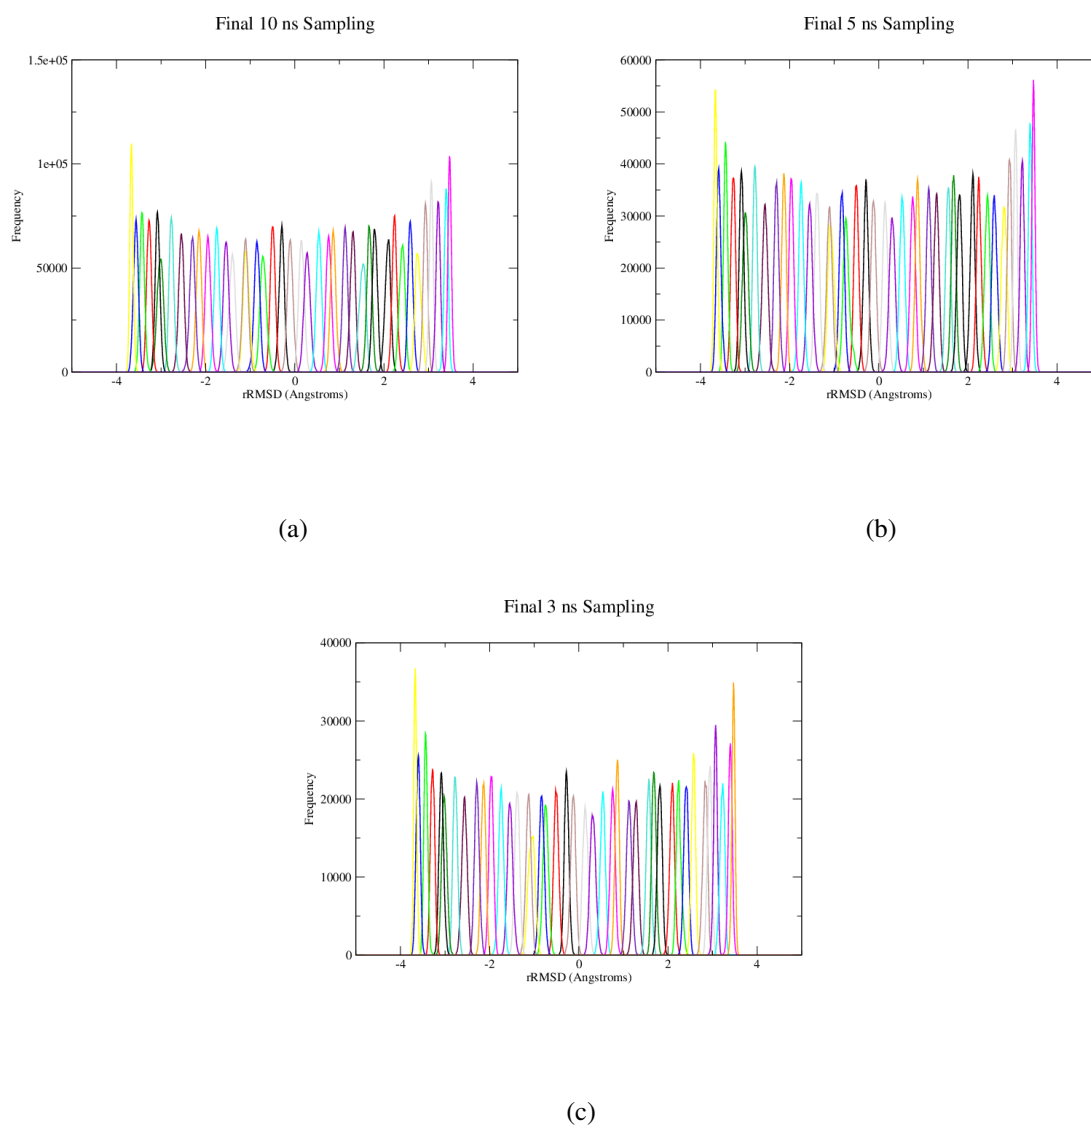 Final 10 ns Sampling
1.5e+05
1e+05
50000
0
Frequency
-4 -2 0 2 4
rRMSD (Angstroms)
(a)
Final 5 ns Sampling
60000
50000
40000
30000
20000
10000
0
Frequency
-4 -2 0 2 4
rRMSD (Angstroms)
(b)
Final 3 ns Sampling
40000
30000
20000
10000
0
Frequency
-4 -2 0 2 4
rRMSD (Angstroms)
(c)